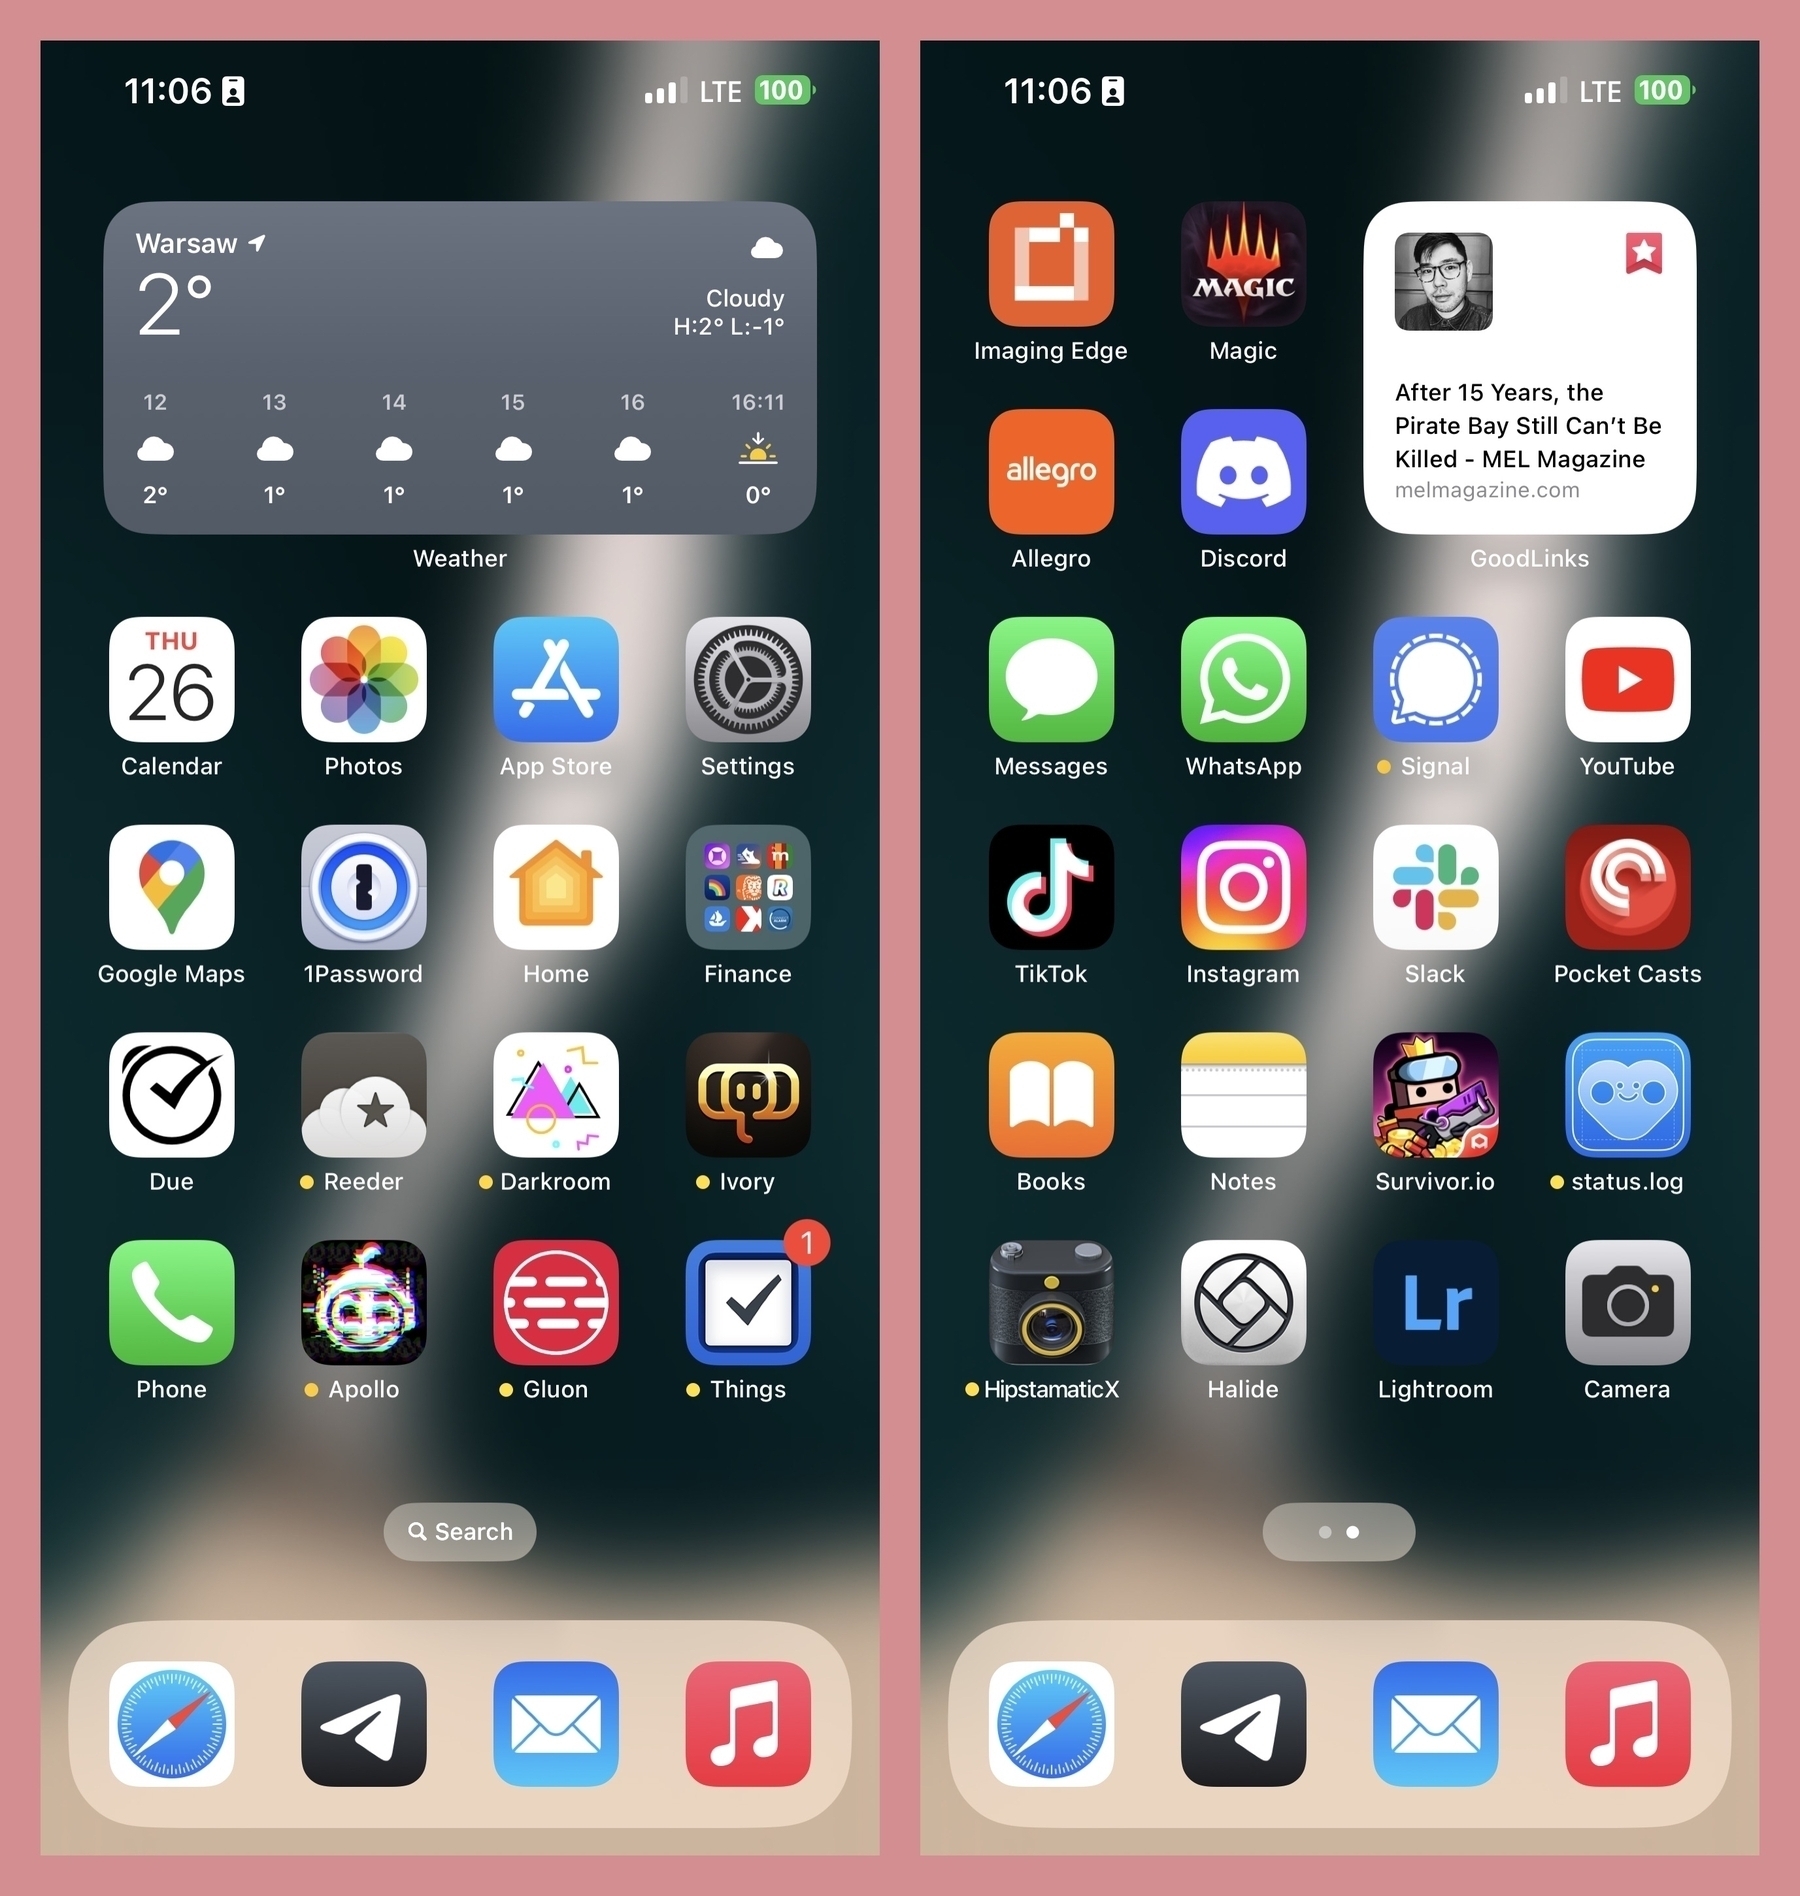 11:06
LTE 100
Warsaw
2°
Cloudy
H:2° L:-1°
12 13 14 15 16 16:11
2° 1° 1° 1° 1° 0°
Weather
THU
26
Calendar Photos App Store Settings
Google Maps 1Password Home Finance
Due Reeder Darkroom Ivory
1
Phone Apollo Gluon Things
Search
11:06
LTE 100
MAGIC
Imaging Edge Magic
After 15 Years, the
Pirate Bay Still Can’t Be
Killed - MEL Magazine
melmagazine.com
allegro
Allegro Discord GoodLinks
Messages WhatsApp Signal YouTube
TikTok Instagram Slack Pocket Casts
Books Notes Survivor.io status.log
Lr
HipstamaticX Halide Lightroom Camera